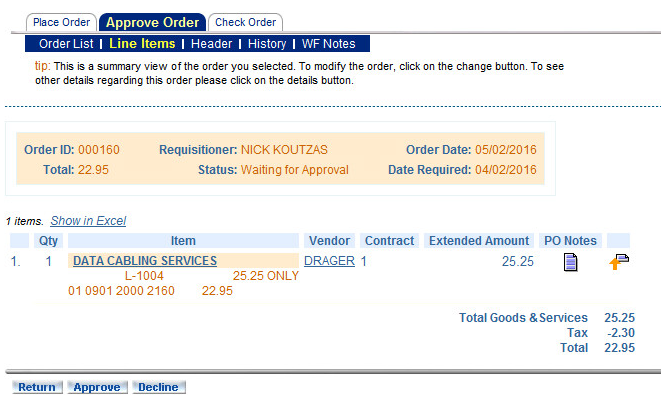 Place Order Approve Order Check Order
Order List | Line Items | Header | History | WF Notes
tip: This is a summary view of the order you selected. To modify the order, click on the change button. To see
other details regarding this order please click on the details button.
Order ID: 000160 Requisitioner: NICK KOUTZAS Order Date: 05/02/2016
Total: 22.95 Status: Waiting for Approval Date Required: 04/02/2016
1 items. Show in Excel
Qty Item Vendor Contract Extended Amount PO Notes
1. 1 DATA CABLING SERVICES DRAGER 1 25.25
L-1004 25.25 ONLY
01 0901 2000 2160 22.95
Total Goods & Services 25.25
Tax -2.30
Total 22.95
Return Approve Decline